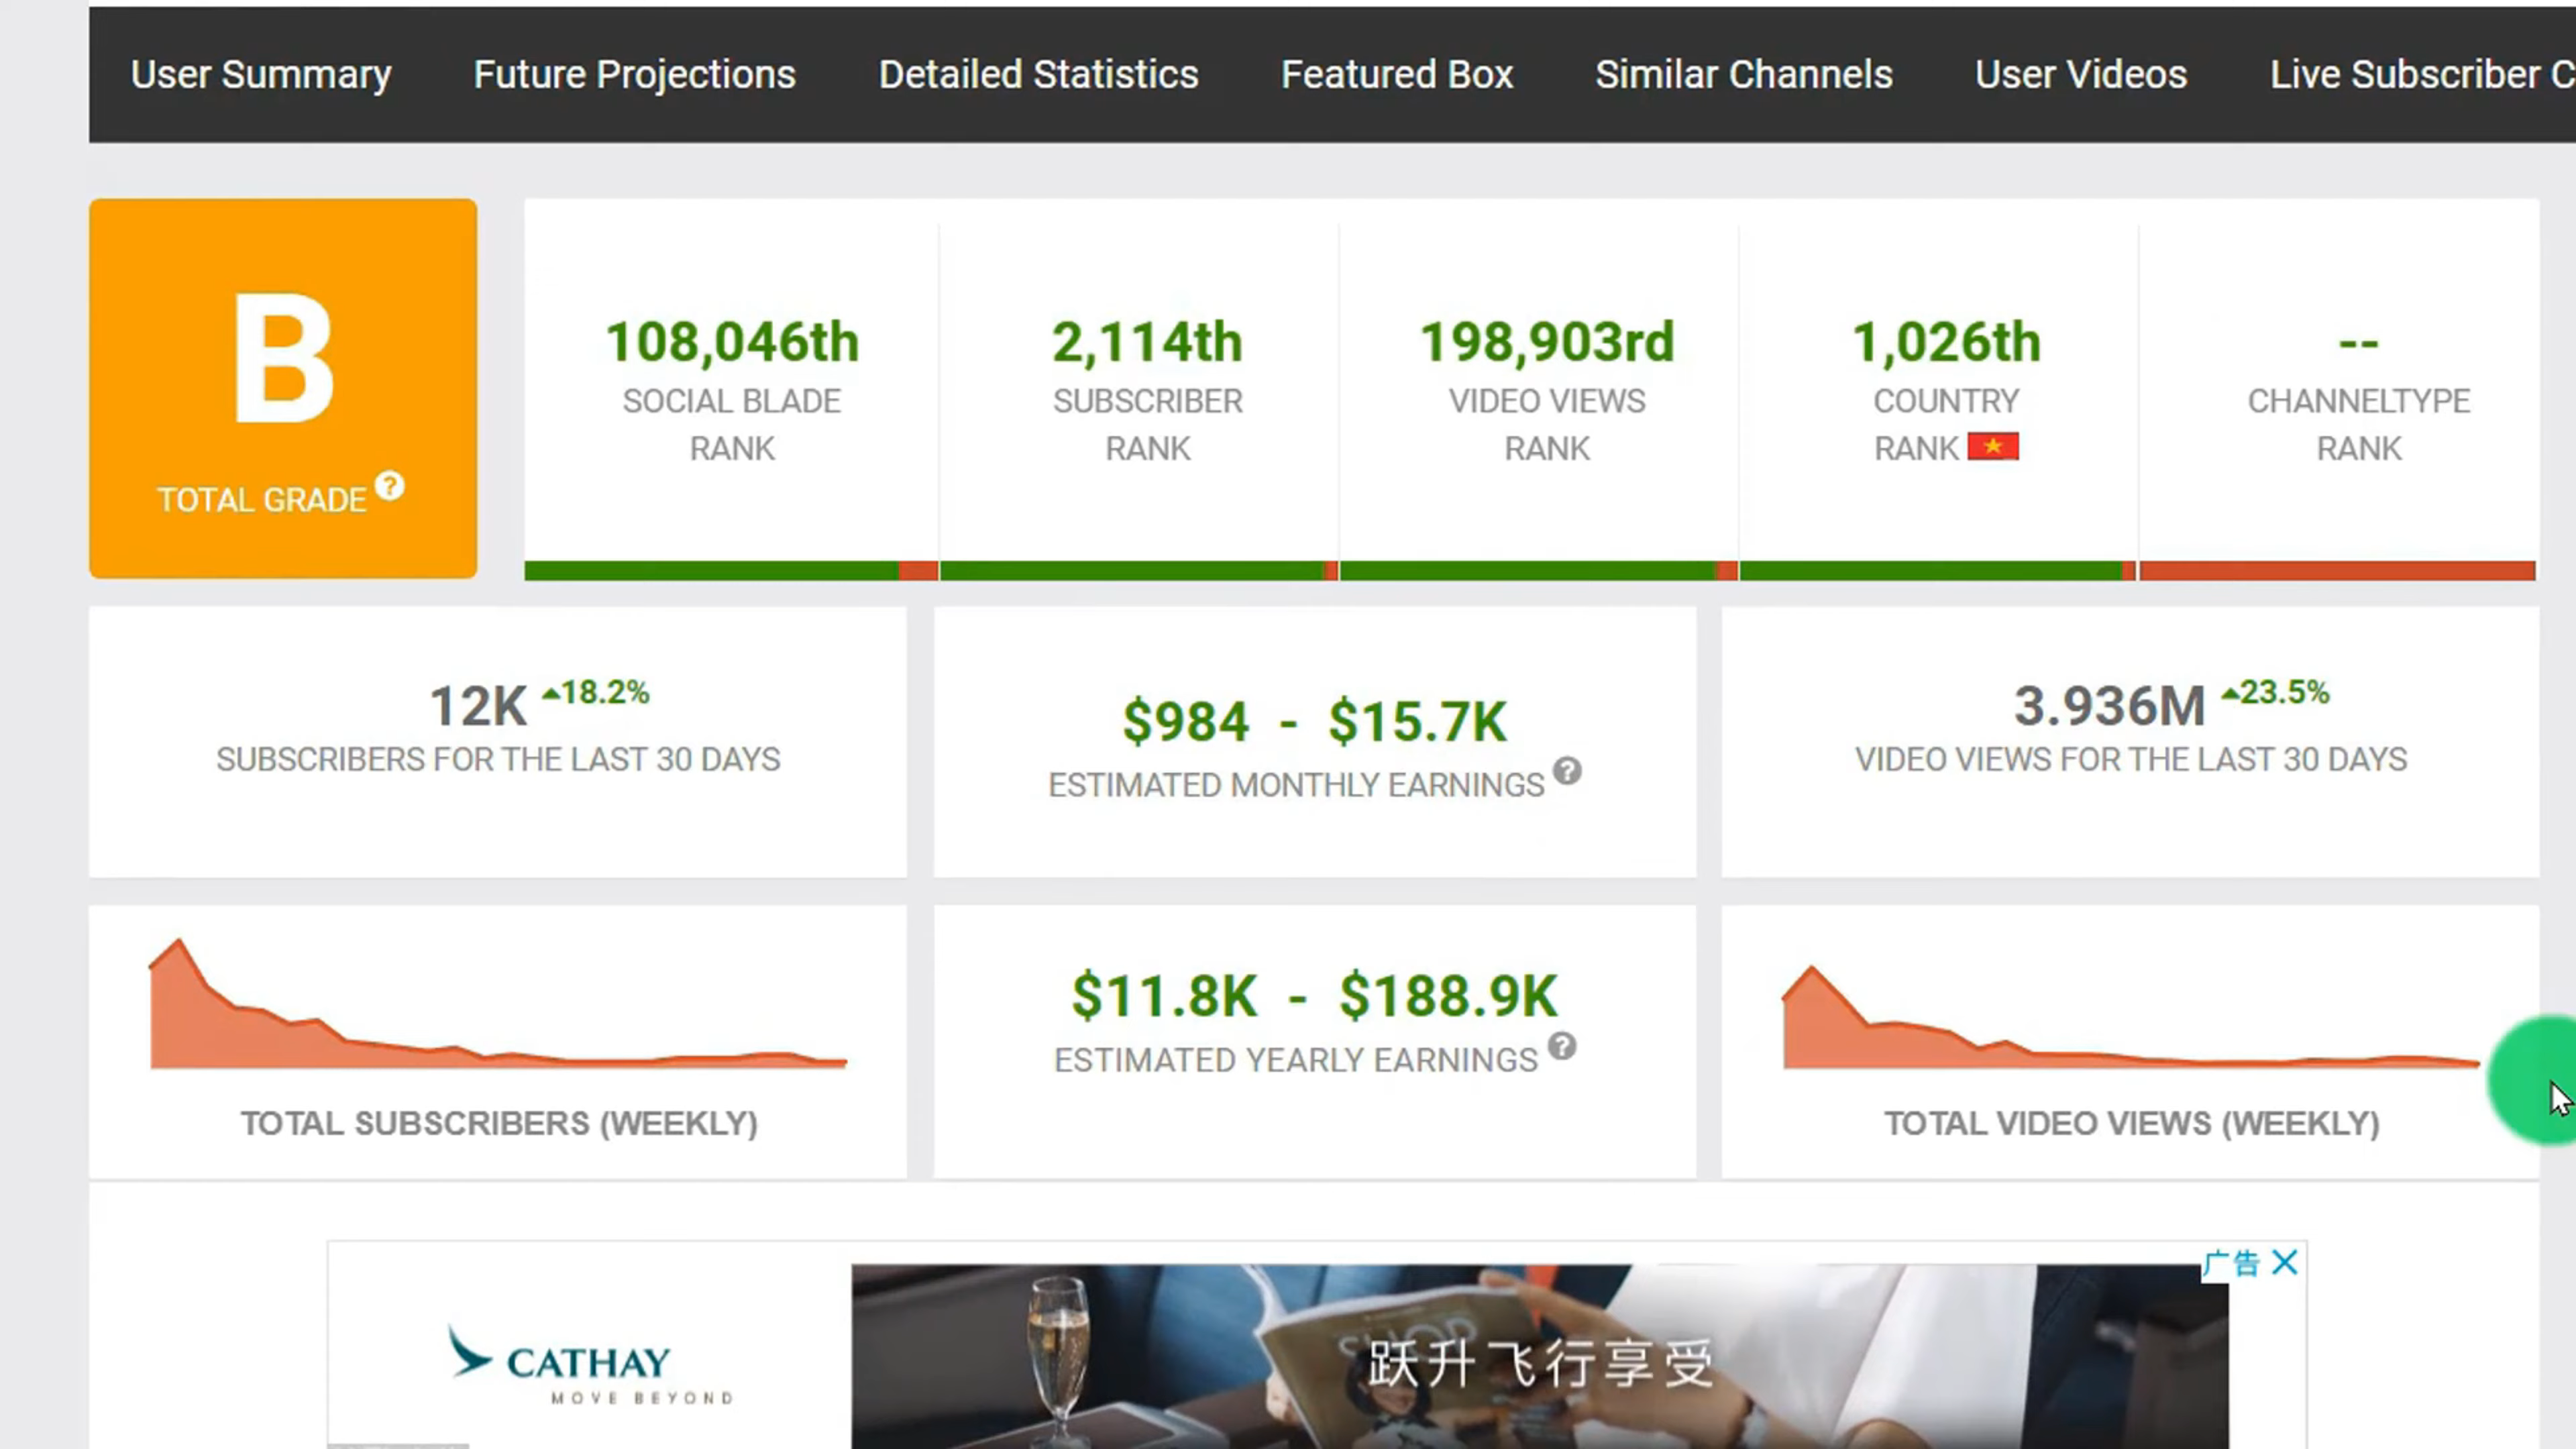 User Summary Future Projections Detailed Statistics Featured Box Similar Channels User Videos Live Subscriber C
B
TOTAL GRADE ?
108,046th
SOCIAL BLADE
RANK
2,114th
SUBSCRIBER
RANK
198,903rd
VIDEO VIEWS
RANK
1,026th
COUNTRY
RANK
--
CHANNELTYPE
RANK
12K 18.2%
SUBSCRIBERS FOR THE LAST 30 DAYS
$984 - $15.7K
ESTIMATED MONTHLY EARNINGS ?
3.936M 23.5%
VIDEO VIEWS FOR THE LAST 30 DAYS
TOTAL SUBSCRIBERS (WEEKLY)
$11.8K - $188.9K
ESTIMATED YEARLY EARNINGS ?
TOTAL VIDEO VIEWS (WEEKLY)
广告
CATHAY
MOVE BEYOND
SHOP
跃升飞行享受